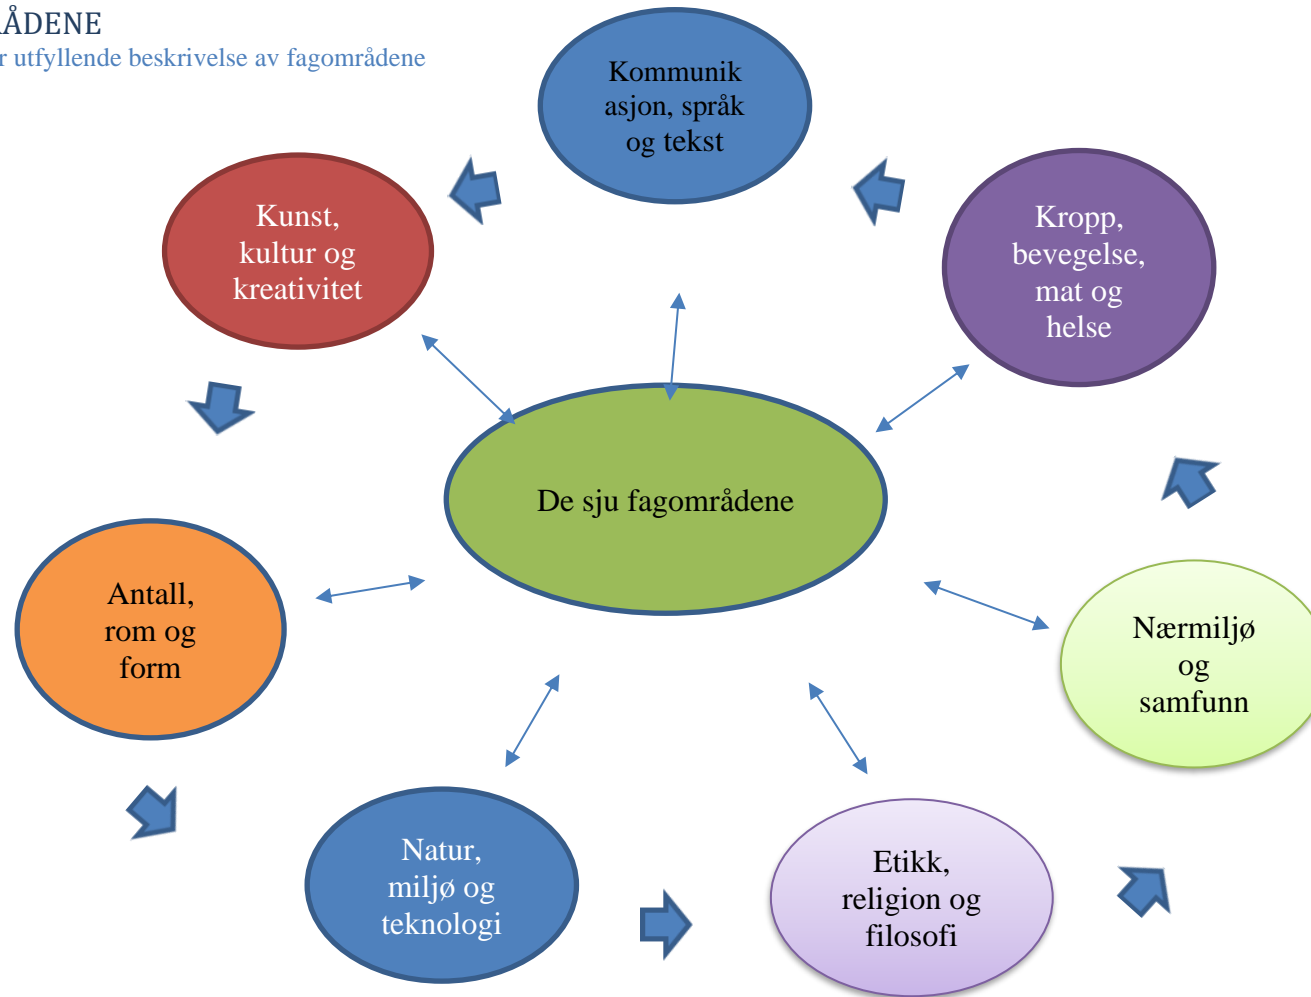 RÅDENE
r utfyllende beskrivelse av fagområdene
Kommunik
asjon, språk
og tekst
Kunst,
kultur og
kreativitet
Kropp,
bevegelse,
mat og
helse
De sju fagområdene
Antall,
rom og
form
Nærmiljø
og
samfunn
Natur,
miljø og
teknologi
Etikk,
religion og
filosofi